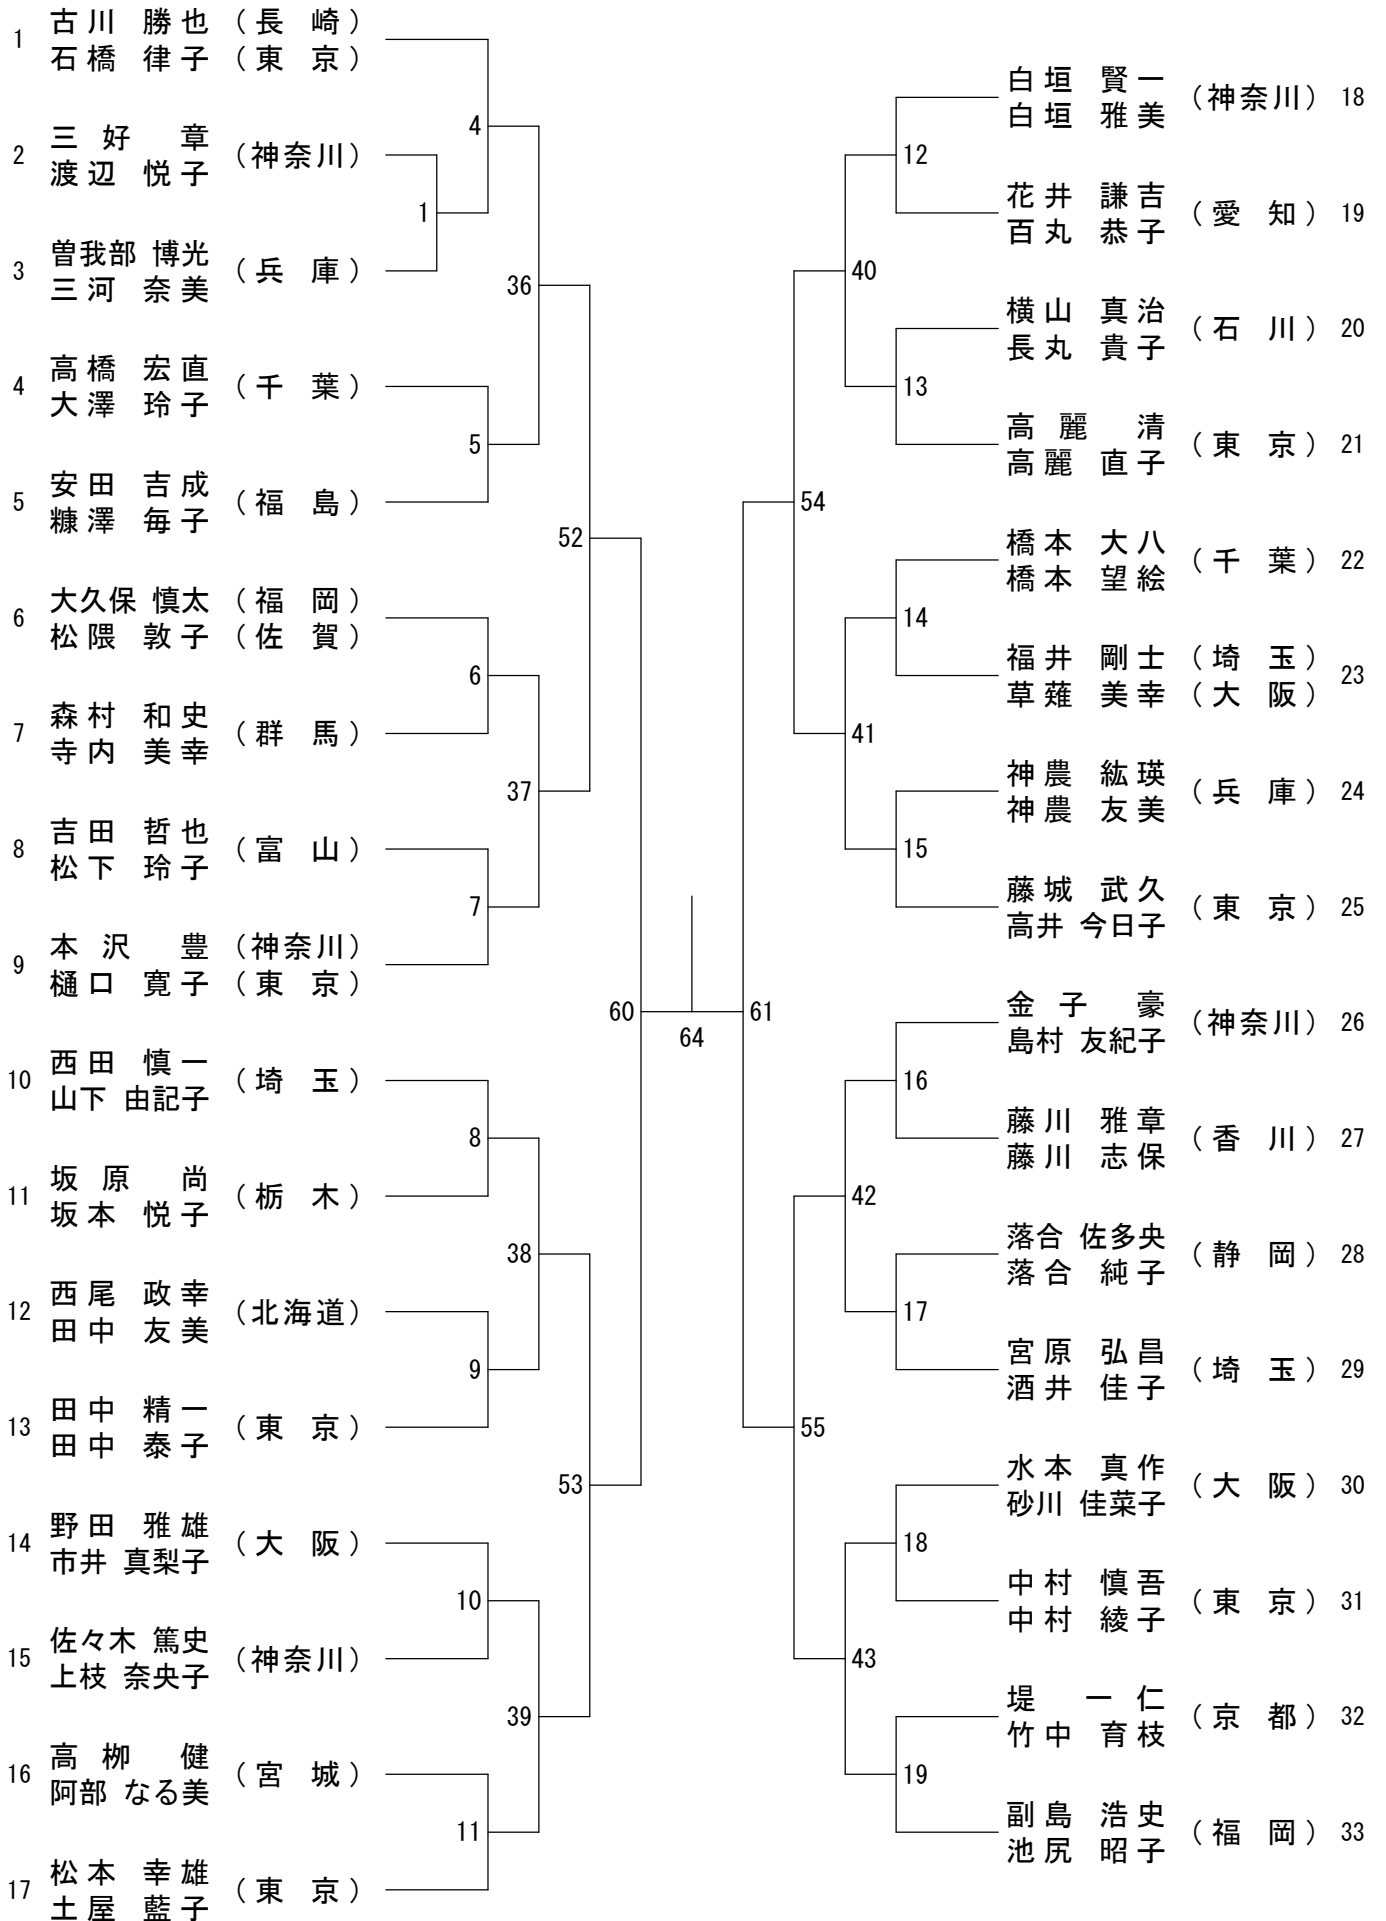 1 古川 勝也 (長崎)
石橋 律子 (東京)
2 三好 章 (神奈川)
渡辺 悦子
3 曽我部 博光 (兵庫)
三河 奈美
4 高橋 宏直 (千葉)
大澤 玲子
5 安田 吉成 (福島)
糠澤 毎子
6 大久保 慎太 (福岡)
松隈 敦子 (佐賀)
7 森村 和史 (群馬)
寺内 美幸
8 吉田 哲也 (富山)
松下 玲子
9 本沢 豊 (神奈川)
樋口 寛子 (東京)
10 西田 慎一 (埼玉)
山下 由記子
11 坂原 尚 (栃木)
坂本 悦子
12 西尾 政幸 (北海道)
田中 友美
13 田中 精一 (東京)
田中 泰子
14 野田 雅雄 (大阪)
市井 真梨子
15 佐々木 篤史 (神奈川)
上枝 奈央子
16 高栁 健 (宮城)
阿部 なる美
17 松本 幸雄 (東京)
土屋 藍子
1
4
5
6
7
8
9
10
11
36
37
38
39
52
53
60
64
61
54
55
40
41
42
43
12
13
14
15
16
17
18
19
白垣 賢一 (神奈川) 18
白垣 雅美
花井 謙吉 (愛知) 19
百丸 恭子
横山 真治 (石川) 20
長丸 貴子
高麗 清 (東京) 21
高麗 直子
橋本 大八 (千葉) 22
橋本 望絵
福井 剛士 (埼玉) 23
草薙 美幸 (大阪)
神農 紘瑛 (兵庫) 24
神農 友美
藤城 武久 (東京) 25
高井 今日子
金子 豪 (神奈川) 26
島村 友紀子
藤川 雅章 (香川) 27
藤川 志保
落合 佐多央 (静岡) 28
落合 純子
宮原 弘昌 (埼玉) 29
酒井 佳子
水本 真作 (大阪) 30
砂川 佳菜子
中村 慎吾 (東京) 31
中村 綾子
堤 一仁 (京都) 32
竹中 育枝
副島 浩史 (福岡) 33
池尻 昭子